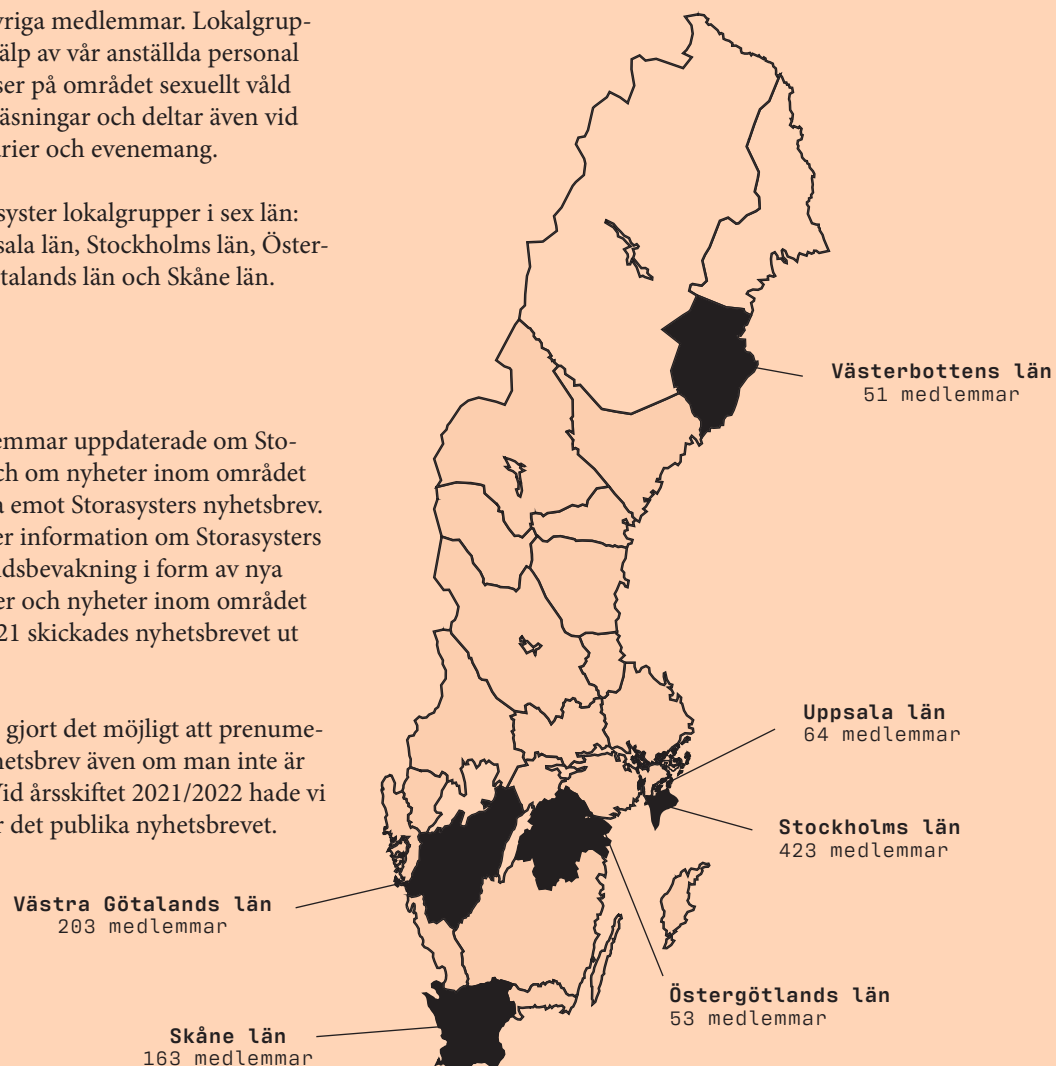 vriga medlemmar. Lokalgrup-
älp av vår anställda personal
ser på området sexuellt våld
äsningar och deltar även vid
rier och evenemang.
syster lokalgrupper i sex län:
sala län, Stockholms län, Öster-
talands län och Skåne län.
emmar uppdaterade om Sto-
ch om nyheter inom området
a emot Storasysters nyhetsbrev.
er information om Storasysters
dsbevakning i form av nya
er och nyheter inom området
21 skickades nyhetsbrevet ut
gjort det möjligt att prenume-
hetsbrev även om man inte är
Vid årsskiftet 2021/2022 hade vi
r det publika nyhetsbrevet.
Västerbottens län
51 medlemmar
Uppsala län
64 medlemmar
Stockholms län
423 medlemmar
Västra Götalands län
203 medlemmar
Östergötlands län
53 medlemmar
Skåne län
163 medlemmar